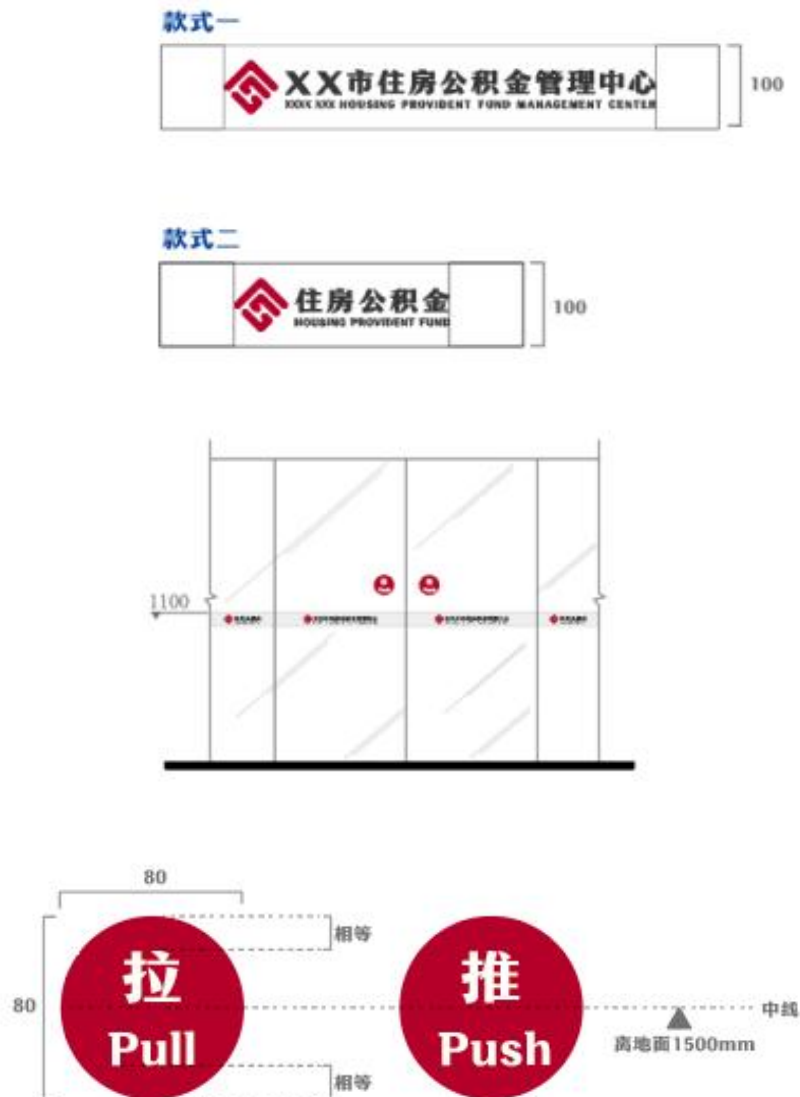 款式一
XX市住房公积金管理中心
XXXX XXX HOUSING PROVIDENT FUND MANAGEMENT CENTER
100
款式二
住房公积金
HOUSING PROVIDENT FUND
100
1100
80
相等
80
拉
Pull
推
Push
中线
离地面1500mm
相等